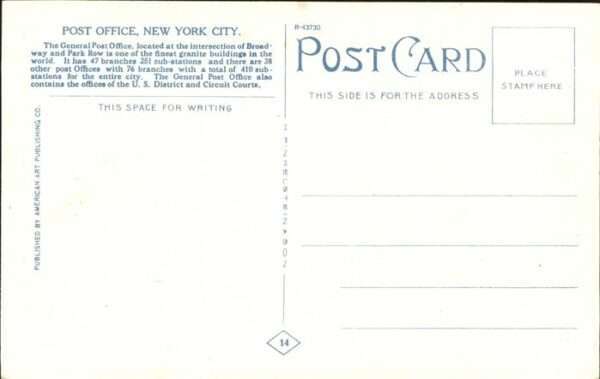 POST OFFICE, NEW YORK CITY.
The General Post Office, located at the intersection of Broad-
way and Park Row is one of the finest granite buildings in the
world. It has 47 branches 251 sub-stations and there are 38
other post Offices with 76 branches with a total of 410 sub-
stations for the entire city. The General Post Office also
contains the offices of the U. S. District and Circuit Courts.
THIS SPACE FOR WRITING
PUBLISHED BY AMERICAN ART PUBLISHING CO.
R-43730
POST CARD
THIS SIDE IS FOR THE ADDRESS
PLACE
STAMP HERE
14